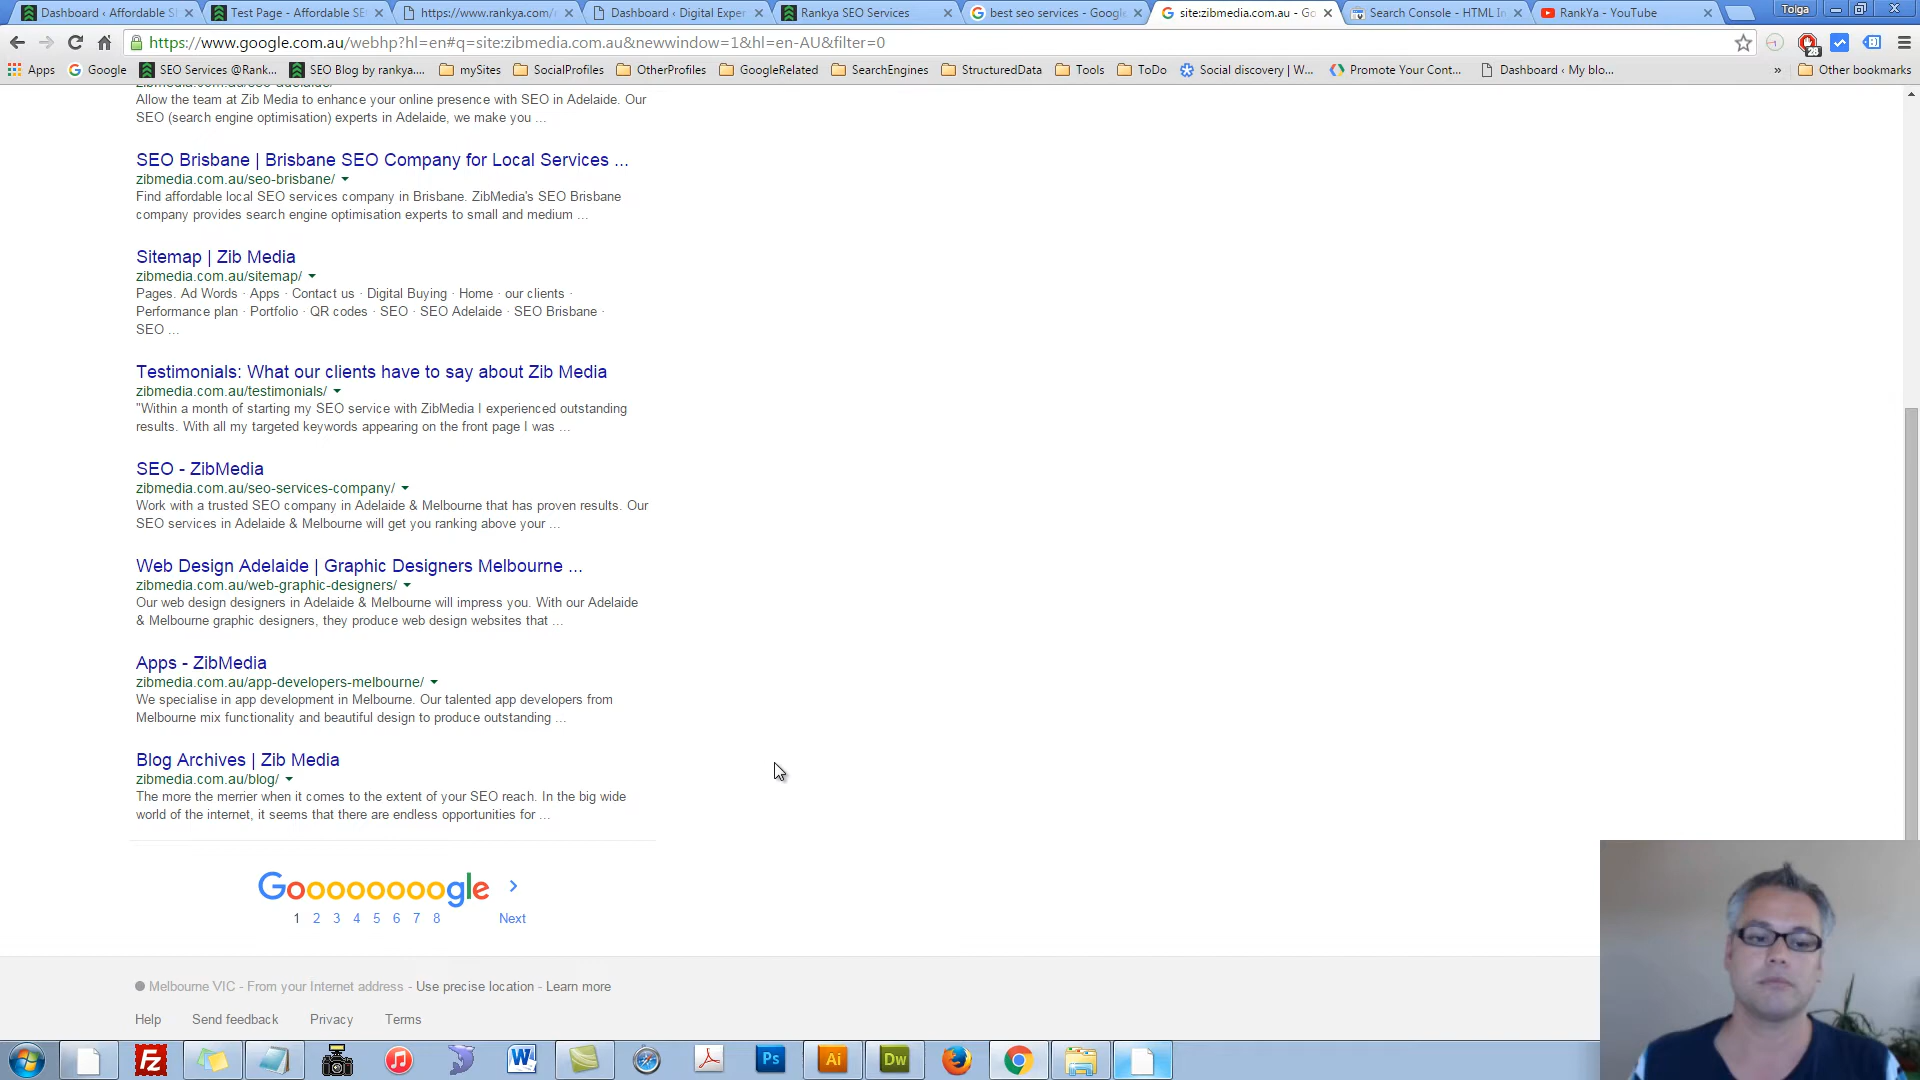 Dashboard ‹ Affordable S
Test Page - Affordable SE
https://www.rankya.com/
Dashboard ‹ Digital Exper
Rankya SEO Services
best seo services - Google
site:zibmedia.com.au - Go
Search Console - HTML I
RankYa - YouTube
Tolga
https://www.google.com.au/webhp?hl=en#q=site:zibmedia.com.au&newwindow=1&hl=en-AU&filter=0
Apps
Google
SEO Services @Rank...
SEO Blog by rankya....
mySites
SocialProfiles
OtherProfiles
GoogleRelated
SearchEngines
StructuredData
Tools
ToDo
Social discovery | W...
Promote Your Cont...
Dashboard ‹ My blo...
»
Other bookmarks
Allow the team at Zib Media to enhance your online presence with SEO in Adelaide. Our
SEO (search engine optimisation) experts in Adelaide, we make you ...
SEO Brisbane | Brisbane SEO Company for Local Services ...
zibmedia.com.au/seo-brisbane/
Find affordable local SEO services company in Brisbane. ZibMedia's SEO Brisbane
company provides search engine optimisation experts to small and medium ...
Sitemap | Zib Media
zibmedia.com.au/sitemap/
Pages. Ad Words · Apps · Contact us · Digital Buying · Home · our clients ·
Performance plan · Portfolio · QR codes · SEO · SEO Adelaide · SEO Brisbane ·
SEO ...
Testimonials: What our clients have to say about Zib Media
zibmedia.com.au/testimonials/
"Within a month of starting my SEO service with ZibMedia I experienced outstanding
results. With all my targeted keywords appearing on the front page I was ...
SEO - ZibMedia
zibmedia.com.au/seo-services-company/
Work with a trusted SEO company in Adelaide & Melbourne that has proven results. Our
SEO services in Adelaide & Melbourne will get you ranking above your ...
Web Design Adelaide | Graphic Designers Melbourne ...
zibmedia.com.au/web-graphic-designers/
Our web design designers in Adelaide & Melbourne will impress you. With our Adelaide
& Melbourne graphic designers, they produce web design websites that ...
Apps - ZibMedia
zibmedia.com.au/app-developers-melbourne/
We specialise in app development in Melbourne. Our talented app developers from
Melbourne mix functionality and beautiful design to produce outstanding ...
Blog Archives | Zib Media
zibmedia.com.au/blog/
The more the merrier when it comes to the extent of your SEO reach. In the big wide
world of the internet, it seems that there are endless opportunities for ...
Goooooooogle
1 2 3 4 5 6 7 8 Next
Melbourne VIC - From your Internet address - Use precise location - Learn more
Help Send feedback Privacy Terms
Fz
W
Ps
Ai
Dw